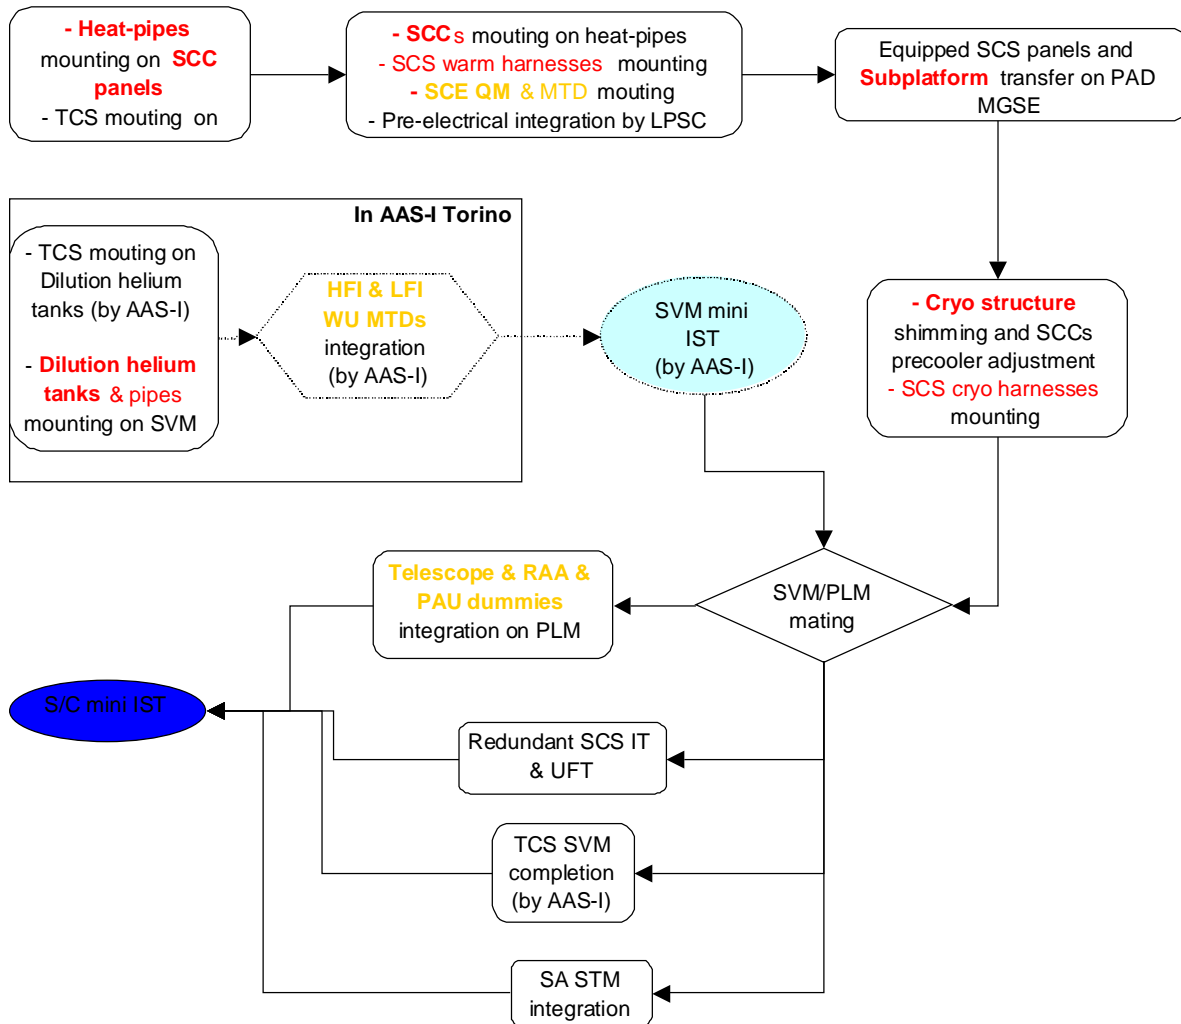 - Heat-pipes
mounting on SCC
panels
- TCS mouting on
- SCCs mouting on heat-pipes
- SCS warm harnesses mounting
- SCE QM & MTD mouting
- Pre-electrical integration by LPSC
Equipped SCS panels and
Subplatform transfer on PAD
MGSE
In AAS-I Torino
- TCS mouting on
Dilution helium
tanks (by AAS-I)
- Dilution helium
tanks & pipes
mounting on SVM
HFI & LFI
WU MTDs
integration
(by AAS-I)
SVM mini
IST
(by AAS-I)
- Cryo structure
shimming and SCCs
precooler adjustment
- SCS cryo harnesses
mounting
Telescope & RAA &
PAU dummies
integration on PLM
SVM/PLM
mating
S/C mini IST
Redundant SCS IT
& UFT
TCS SVM
completion
(by AAS-I)
SA STM
integration